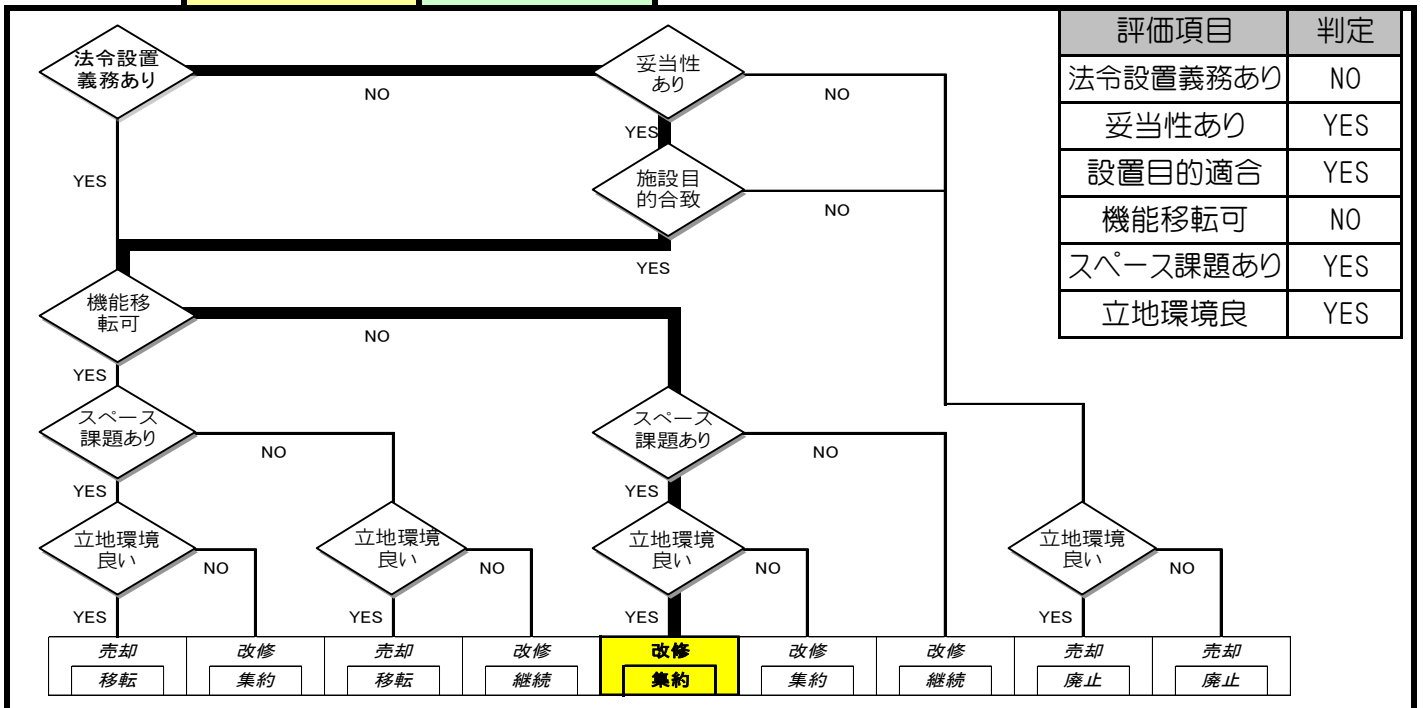 評価項目 判定
法令設置義務あり NO
妥当性あり YES
設置目的適合 YES
機能移転可 NO
スペース課題あり YES
立地環境良 YES
法令設置
義務あり
NO
YES
妥当性
あり
NO
YES
施設目
的合致
NO
YES
機能移
転可
NO
YES
スペース
課題あり
NO
YES
スペース
課題あり
NO
YES
立地環境
良い
NO
YES
立地環境
良い
NO
YES
立地環境
良い
NO
YES
立地環境
良い
NO
YES
売却 改修 売却 改修 改修 改修 改修 売却 売却
移転 集約 移転 継続 集約 集約 継続 廃止 廃止